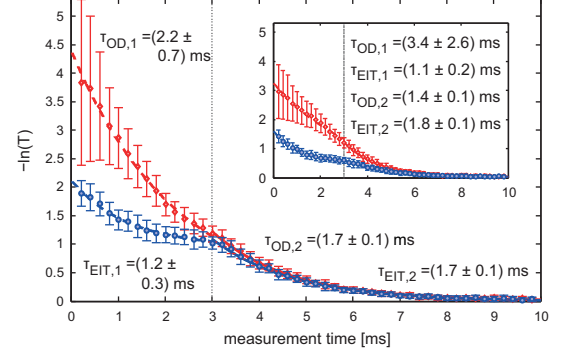 5
4.5
4
3.5
3
2.5
2
1.5
1
0.5
0
−ln(T)
τOD,1 =(2.2 ±
0.7) ms
τEIT,1 =(1.2 ±
0.3) ms
τOD,2 =(1.7 ± 0.1) ms
τEIT,2 =(1.7 ± 0.1) ms
5
4
3
2
1
0
τOD,1 =(3.4 ± 2.6) ms
τEIT,1 =(1.1 ± 0.2) ms
τOD,2 =(1.4 ± 0.1) ms
τEIT,2 =(1.8 ± 0.1) ms
0 2 4 6 8 10
0 1 2 3 4 5 6 7 8 9 10
measurement time [ms]